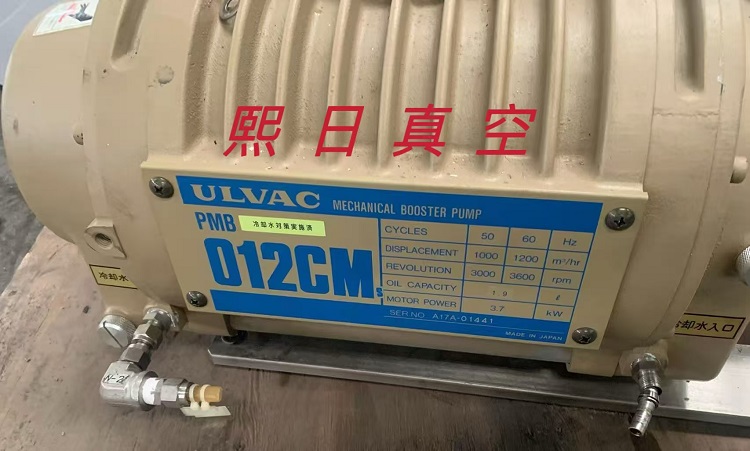 熙日真空
ULVAC MECHANICAL BOOSTER PUMP
PMB 冷却水対策実施済
012CMs
CYCLES 50 60 Hz
DISPLACEMENT 1000 1200 m³/hr
REVOLUTION 3000 3600 rpm
OIL CAPACITY 1.9 ℓ
MOTOR POWER 3.7 kW
SER.NO. A17A-01441
MADE IN JAPAN
冷却水
冷却水入口
N-2